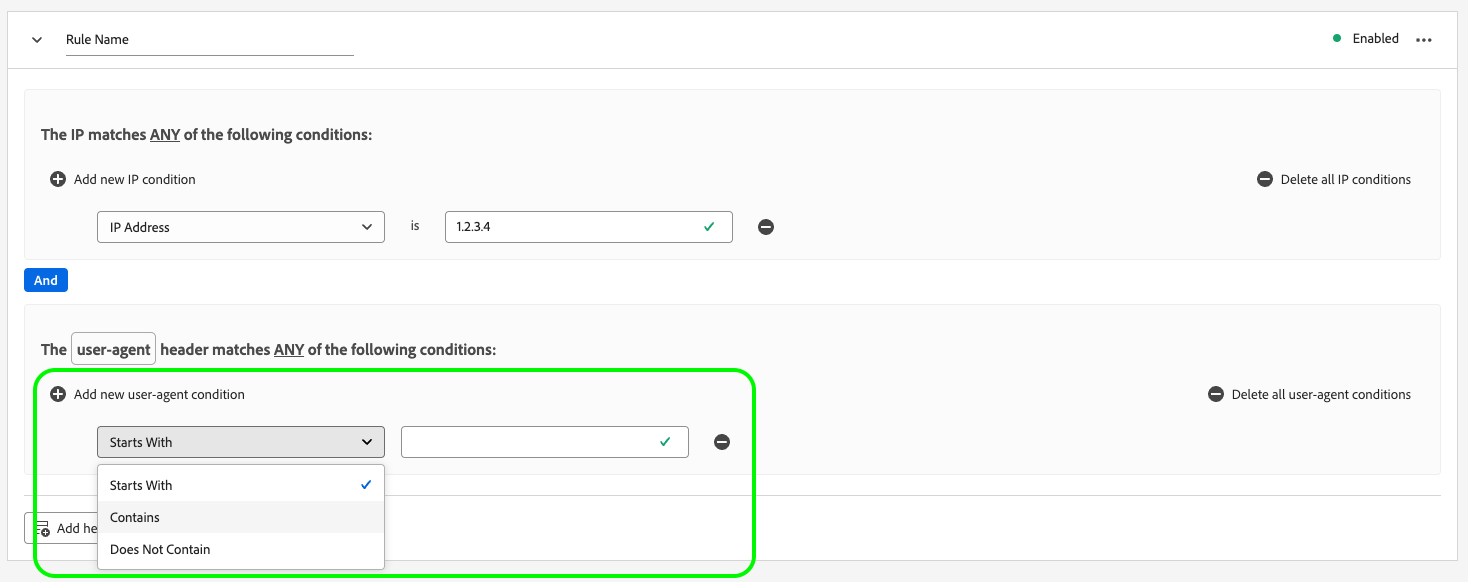 Rule Name
Enabled
The IP matches ANY of the following conditions:
Add new IP condition
Delete all IP conditions
IP Address
is
1.2.3.4
And
The user-agent header matches ANY of the following conditions:
Add new user-agent condition
Delete all user-agent conditions
Starts With
Starts With
Contains
Add
Does Not Contain